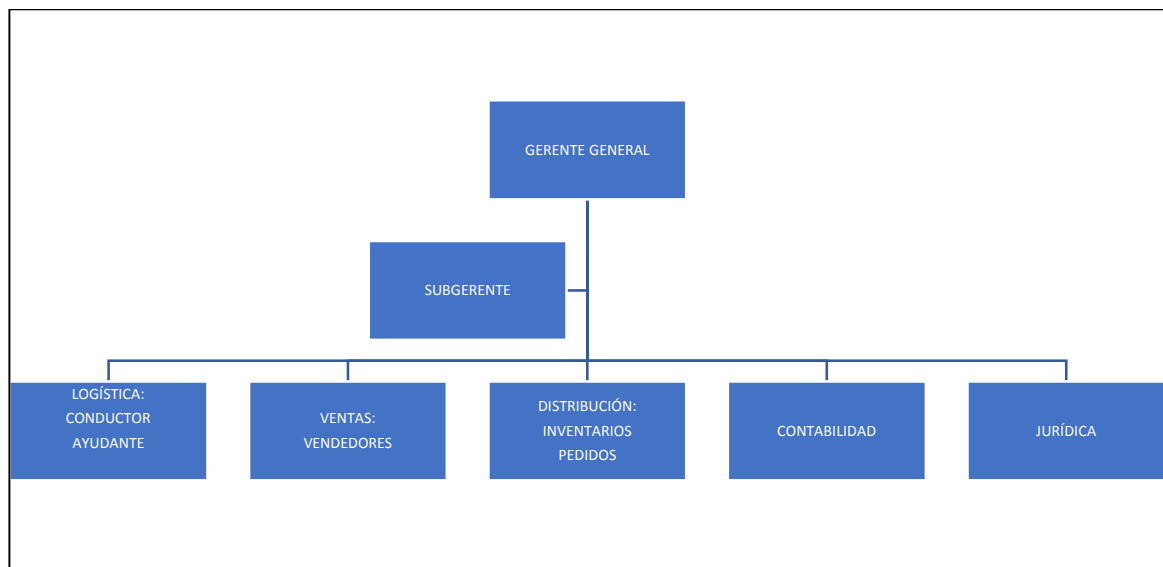 GERENTE GENERAL
SUBGERENTE
LOGÍSTICA:
CONDUCTOR
AYUDANTE
VENTAS:
VENDEDORES
DISTRIBUCIÓN:
INVENTARIOS
PEDIDOS
CONTABILIDAD
JURÍDICA